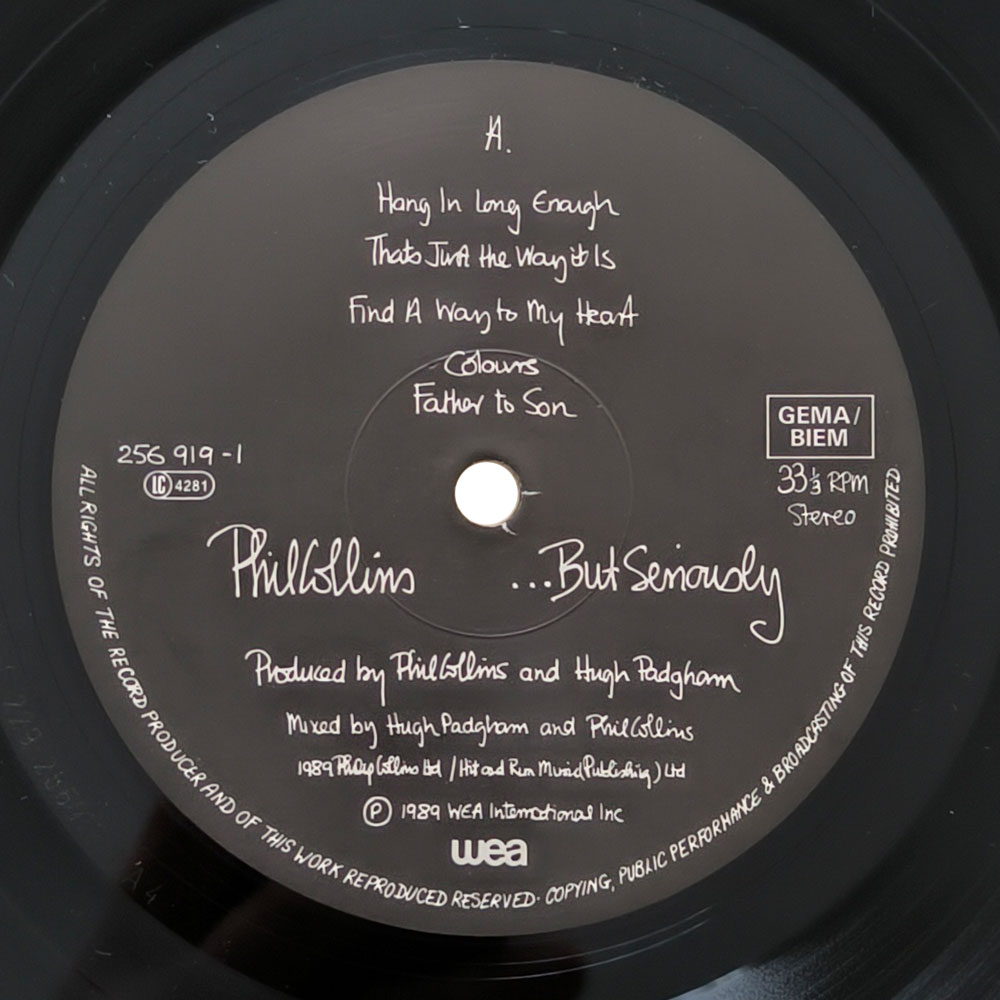 A.
Hang In Long Enough
Thats Just the Way it Is
Find A Way to My Heart
Colours
Father to Son
GEMA/
BIEM
256 919-1
LC 4281
33⅓ RPM
Stereo
Phil Collins ...But Seriously
Produced by Phil Collins and Hugh Padgham
Mixed by Hugh Padgham and Phil Collins
1989 Philip Collins Ltd / Hit and Run Music (Publishing) Ltd
Ⓟ 1989 WEA International Inc
wea
ALL RIGHTS OF THE RECORD PRODUCER AND OF THIS WORK REPRODUCED RESERVED· COPYING, PUBLIC PERFORMANCE & BROADCASTING OF THIS RECORD PROHIBITED